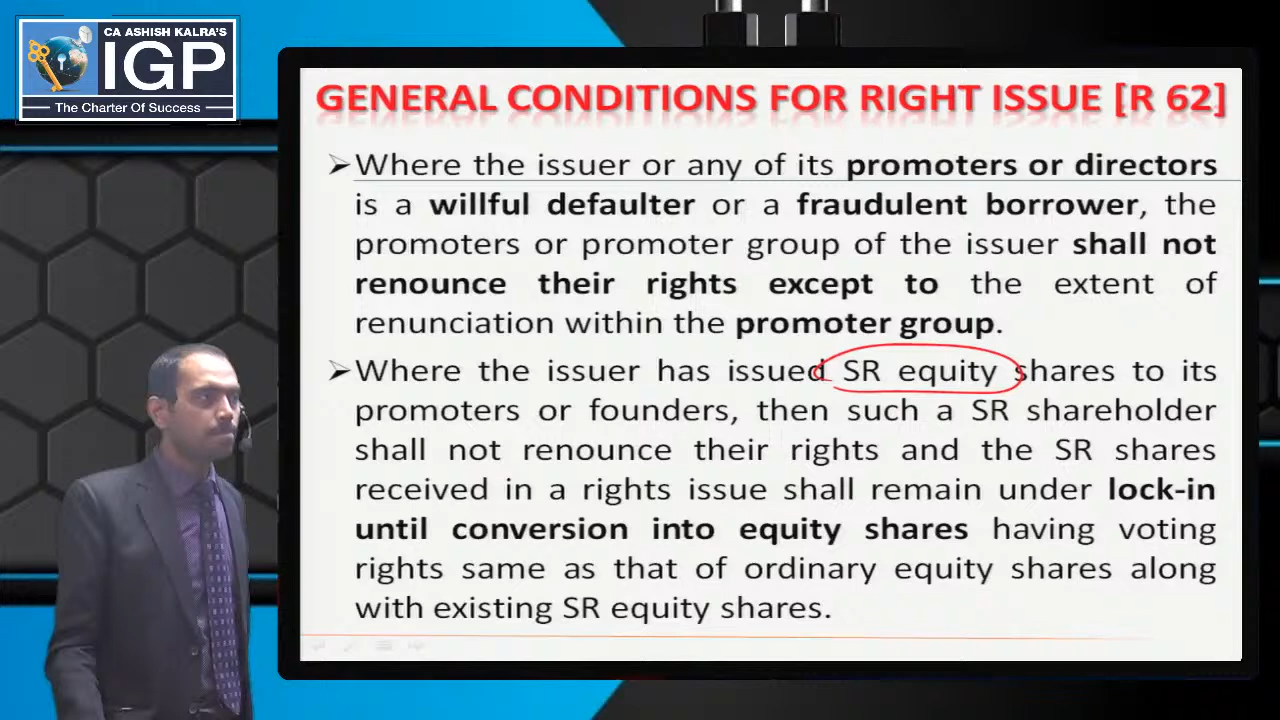 CA ASHISH KALRA'S
IGP
The Charter Of Success
GENERAL CONDITIONS FOR RIGHT ISSUE [R 62]
➢Where the issuer or any of its promoters or directors
is a willful defaulter or a fraudulent borrower, the
promoters or promoter group of the issuer shall not
renounce their rights except to the extent of
renunciation within the promoter group.
➢Where the issuer has issued SR equity shares to its
promoters or founders, then such a SR shareholder
shall not renounce their rights and the SR shares
received in a rights issue shall remain under lock-in
until conversion into equity shares having voting
rights same as that of ordinary equity shares along
with existing SR equity shares.